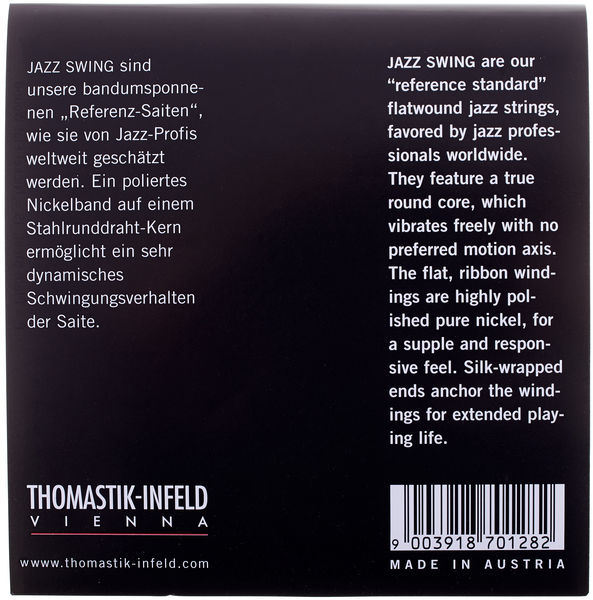 JAZZ SWING sind
unsere bandumsponne-
nen „Referenz-Saiten“,
wie sie von Jazz-Profis
weltweit geschätzt
werden. Ein poliertes
Nickelband auf einem
Stahlrunddraht-Kern
ermöglicht ein sehr
dynamisches
Schwingungsverhalten
der Saite.
JAZZ SWING are our
“reference standard”
flatwound jazz strings,
favored by jazz profes-
sionals worldwide.
They feature a true
round core, which
vibrates freely with no
preferred motion axis.
The flat, ribbon wind-
ings are highly pol-
ished pure nickel, for
a supple and respon-
sive feel. Silk-wrapped
ends anchor the wind-
ings for extended play-
ing life.
THOMASTIK-INFELD
VIENNA
www.thomastik-infeld.com
9 003918 701282
MADE IN AUSTRIA